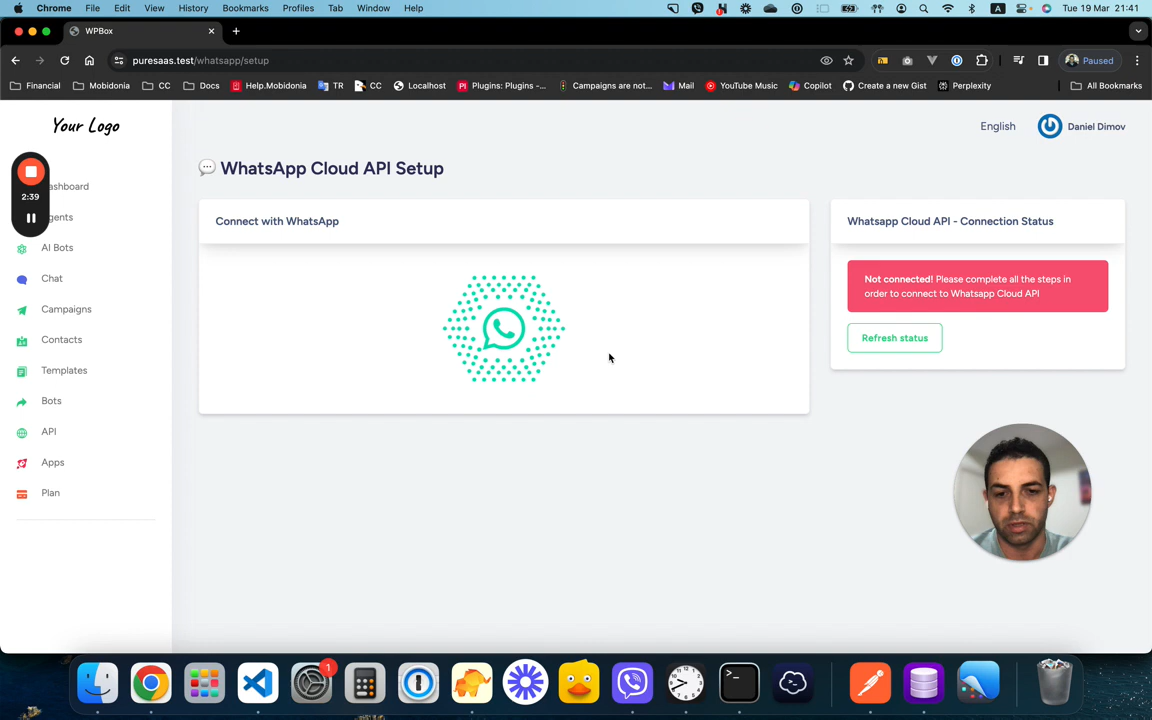 Chrome File Edit View History Bookmarks Profiles Tab Window Help
A
Tue 19 Mar 21:41
WPBox
puresaas.test/whatsapp/setup
Paused
Financial Mobidonia CC Docs Help.Mobidonia TR CC Localhost Plugins: Plugins -... Campaigns are not... Mail YouTube Music Copilot Create a new Gist Perplexity All Bookmarks
Your Logo
English Daniel Dimov
2:39
WhatsApp Cloud API Setup
ashboard
gents
AI Bots
Chat
Campaigns
Contacts
Templates
Bots
API
Apps
Plan
Connect with WhatsApp
Whatsapp Cloud API - Connection Status
Not connected! Please complete all the steps in
order to connect to Whatsapp Cloud API
Refresh status
1